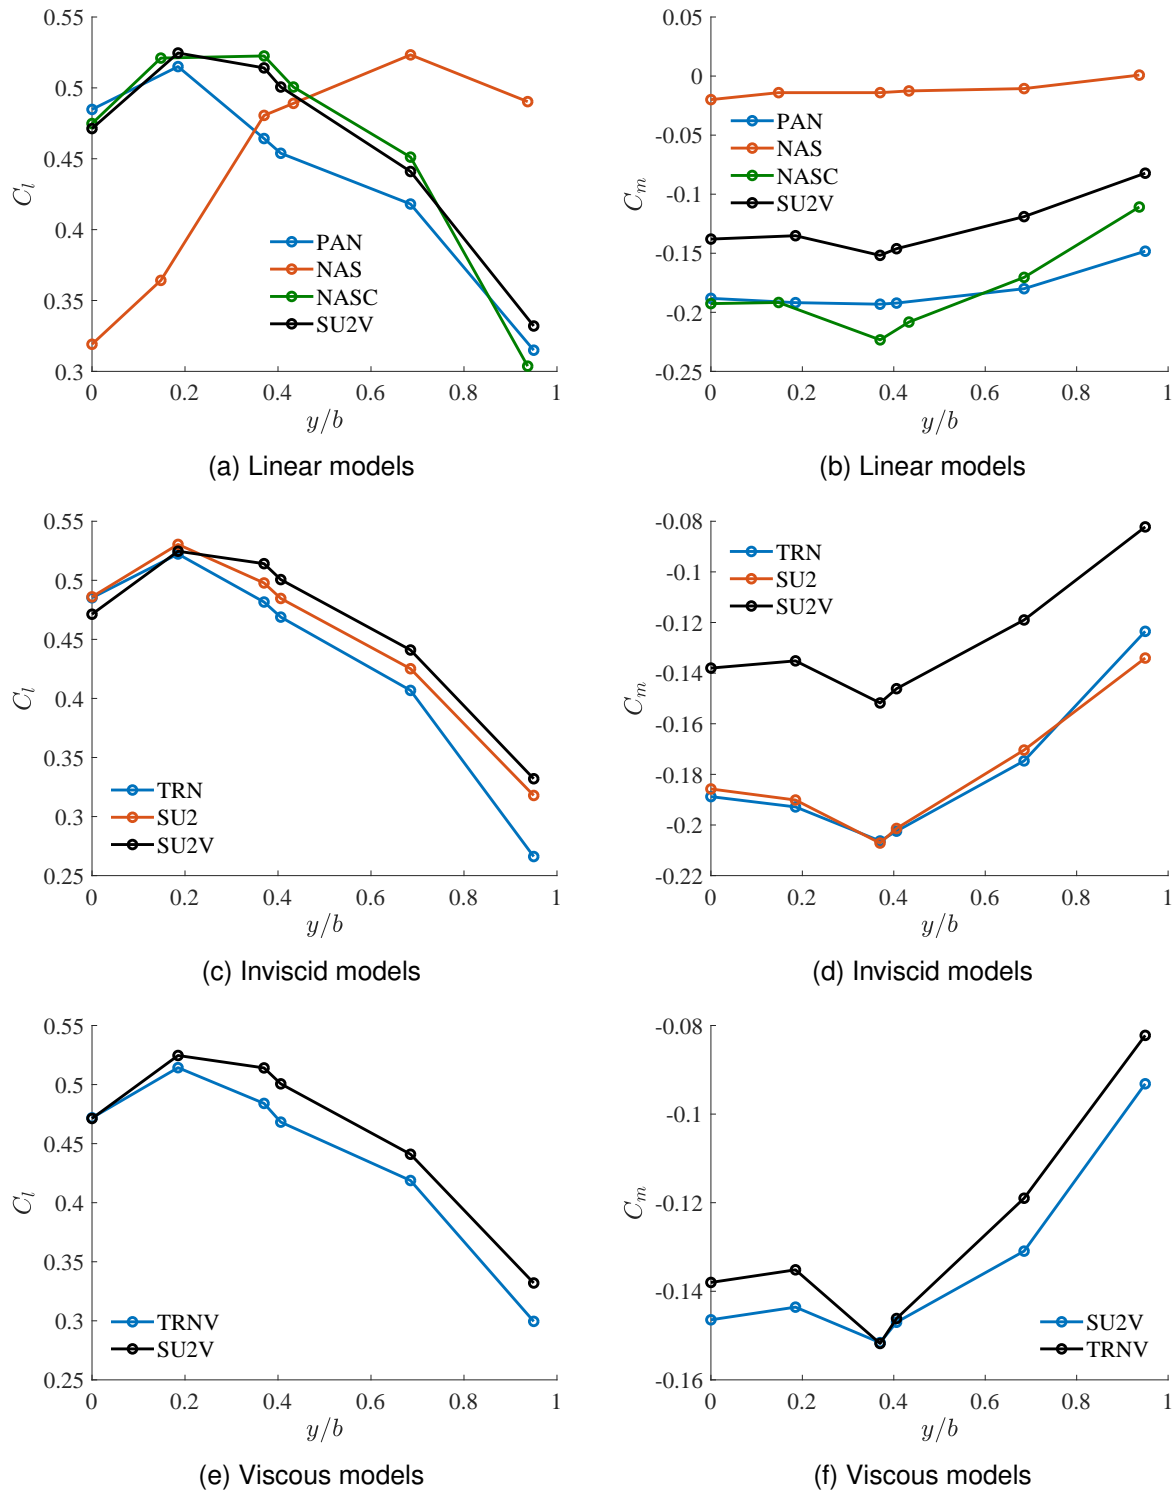 0.55
0.5
0.45
0.4
0.35
0.3
0
0.2
0.4
0.6
0.8
1
C_l
y/b
PAN
NAS
NASC
SU2V
(a) Linear models
0.05
0
-0.05
-0.1
-0.15
-0.2
-0.25
0
0.2
0.4
0.6
0.8
1
C_m
y/b
PAN
NAS
NASC
SU2V
(b) Linear models
0.55
0.5
0.45
0.4
0.35
0.3
0.25
0
0.2
0.4
0.6
0.8
1
C_l
y/b
TRN
SU2
SU2V
(c) Inviscid models
-0.08
-0.1
-0.12
-0.14
-0.16
-0.18
-0.2
-0.22
0
0.2
0.4
0.6
0.8
1
C_m
y/b
TRN
SU2
SU2V
(d) Inviscid models
0.55
0.5
0.45
0.4
0.35
0.3
0.25
0
0.2
0.4
0.6
0.8
1
C_l
y/b
TRNV
SU2V
(e) Viscous models
-0.08
-0.1
-0.12
-0.14
-0.16
0
0.2
0.4
0.6
0.8
1
C_m
y/b
SU2V
TRNV
(f) Viscous models